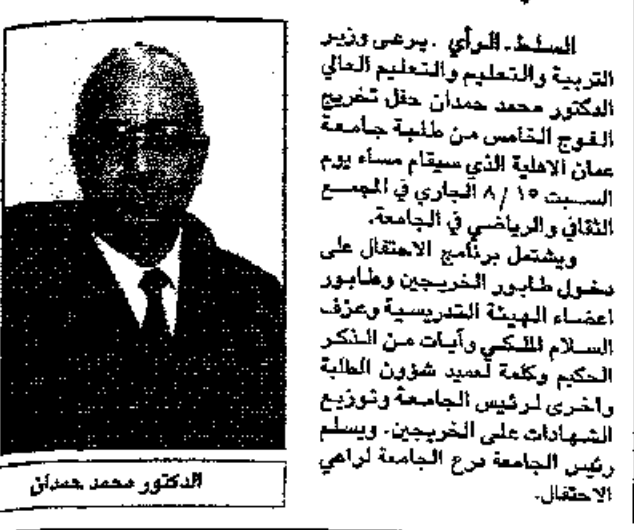 السلط.الرأي . يرعى وزير
التربية والتعليم والتعليم العالي
الدكتور محمد حمدان حفل تخريج
الفوج الخامس من طلبة جامعة
عمان الاهلية الذي سيقام مساء يوم
السبت ١٥ /٨ الجاري في المجمع
الثقافي والرياضي في الجامعة.
ويشتمل برنامج الاحتفال على
دخول طابور الخريجين وطابور
اعضاء الهيئة التدريسية وعزف
السلام الملكي وآيات من الذكر
الحكيم وكلمة لعميد شؤون الطلبة
واخرى لرئيس الجامعة وتوزيع
الشهادات على الخريجين. ويسلم
رئيس الجامعة درع الجامعة لراعي
الاحتفال.
الدكتور محمد حمدان